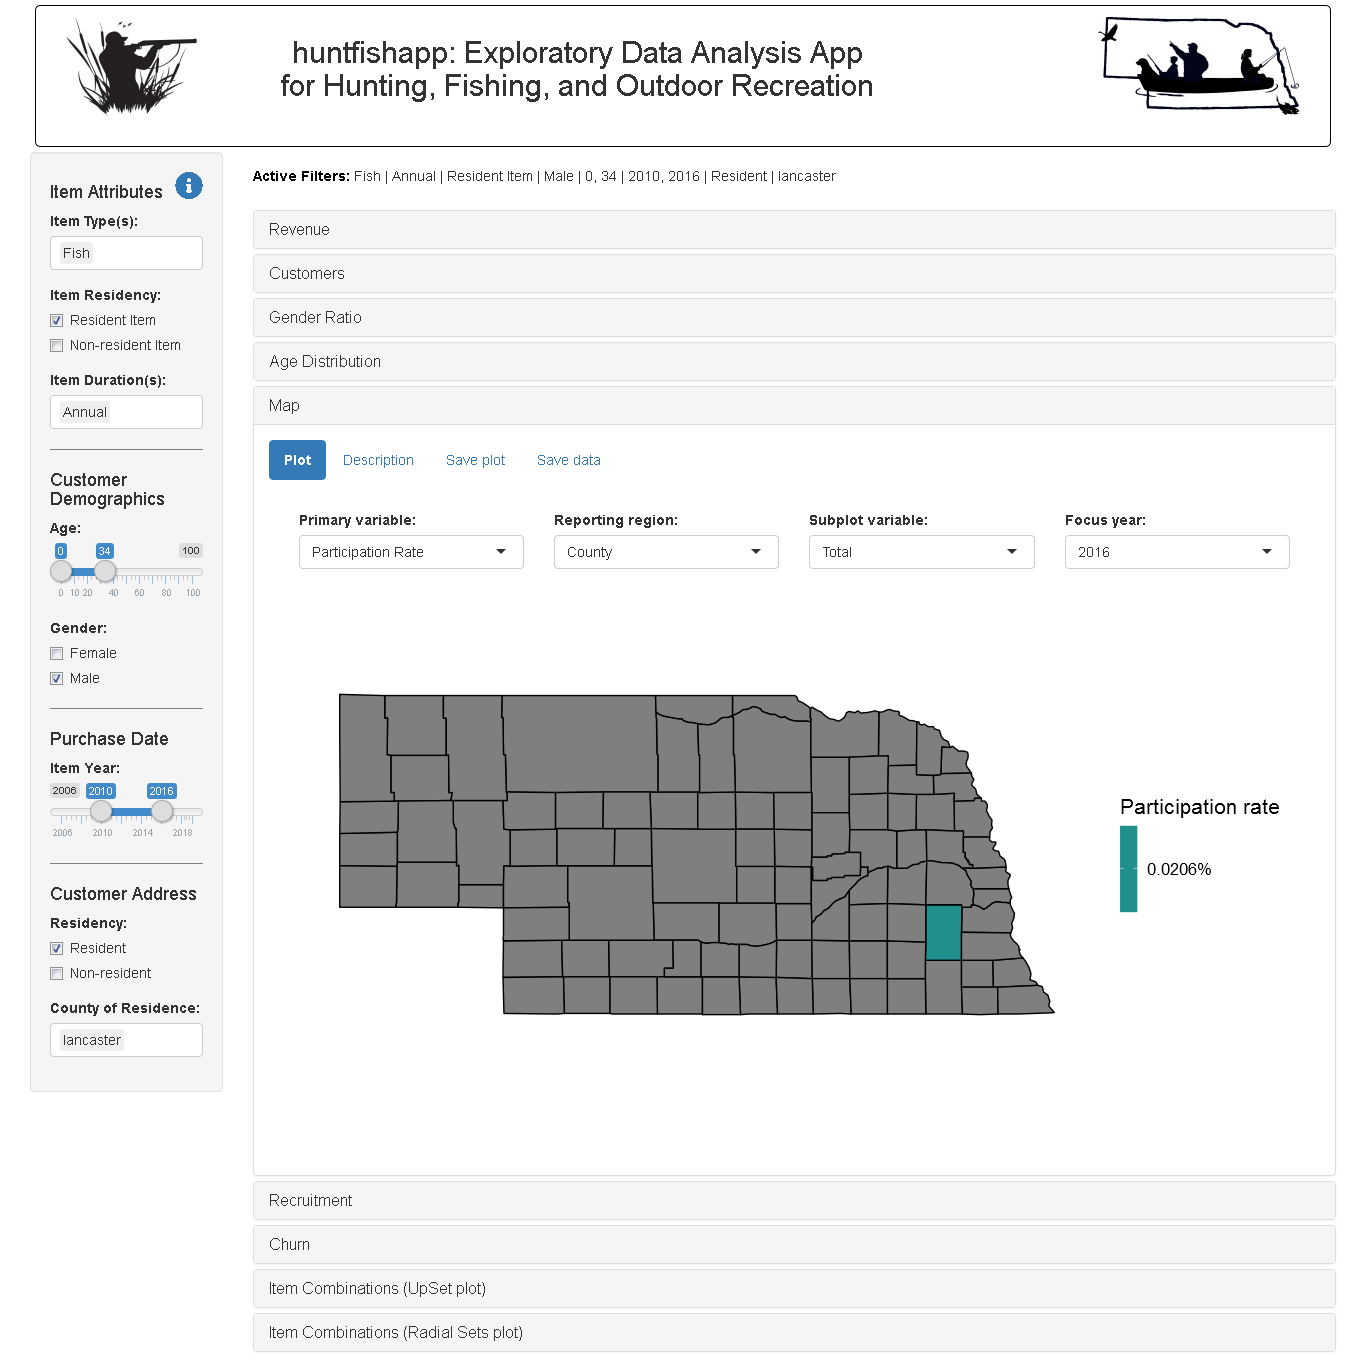 huntfishapp: Exploratory Data Analysis App
for Hunting, Fishing, and Outdoor Recreation
Item Attributes
Item Type(s):
Fish
Item Residency:
Resident Item
Non-resident Item
Item Duration(s):
Annual
Customer
Demographics
Age:
0 34 100
0 10 20 40 60 80 100
Gender:
Female
Male
Purchase Date
Item Year:
2006 2010 2016
2006 2010 2014 2018
Customer Address
Residency:
Resident
Non-resident
County of Residence:
lancaster
Active Filters: Fish | Annual | Resident Item | Male | 0, 34 | 2010, 2016 | Resident | lancaster
Revenue
Customers
Gender Ratio
Age Distribution
Map
Plot Description Save plot Save data
Primary variable: Reporting region: Subplot variable: Focus year:
Participation Rate County Total 2016
Participation rate
0.0206%
Recruitment
Churn
Item Combinations (UpSet plot)
Item Combinations (Radial Sets plot)